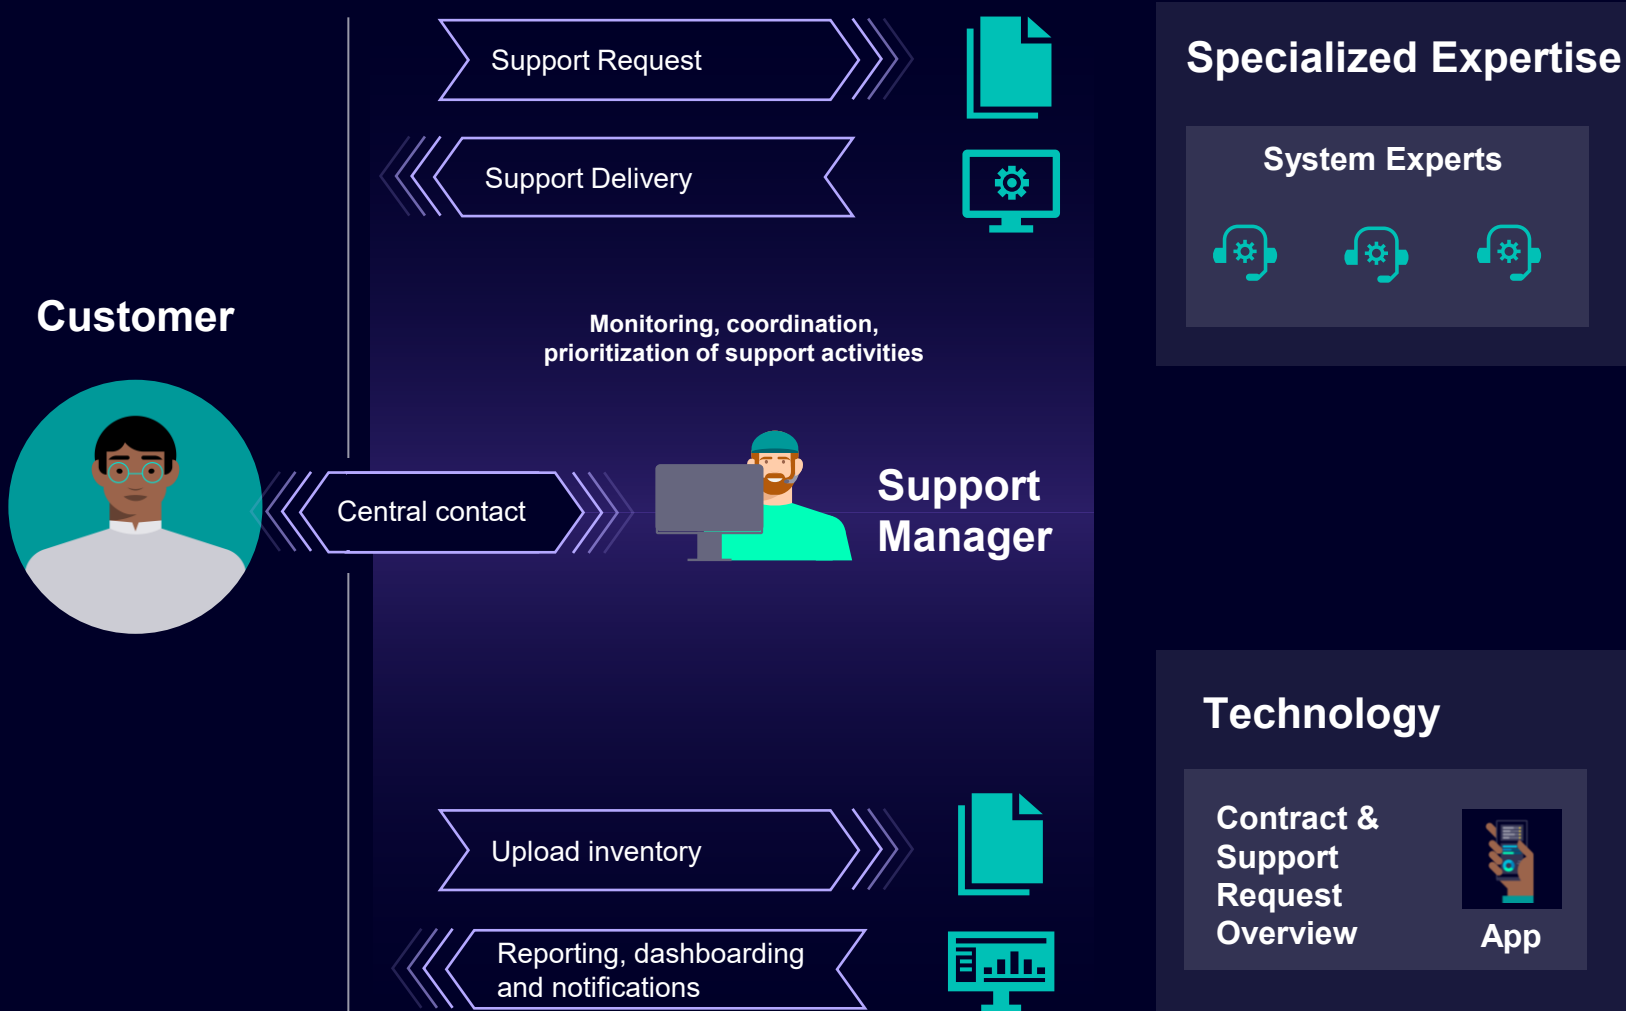 Support Request
Support Delivery
Specialized Expertise
System Experts
Customer
Monitoring, coordination,
prioritization of support activities
Central contact
Support
Manager
Technology
Contract &
Support
Request
Overview
App
Upload inventory
Reporting, dashboarding
and notifications